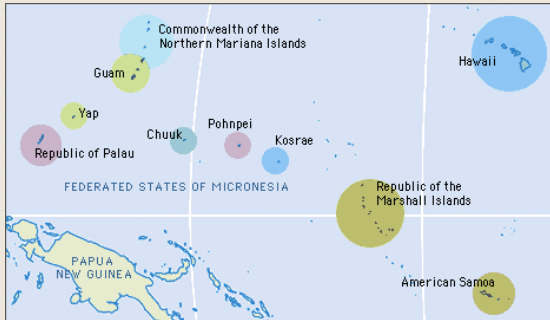 Commonwealth of the
Northern Mariana Islands
Hawaii
Guam
Yap
Chuuk
Pohnpei
Kosrae
Republic of Palau
FEDERATED STATES OF MICRONESIA
Republic of the
Marshall Islands
PAPUA
NEW GUINEA
American Samoa